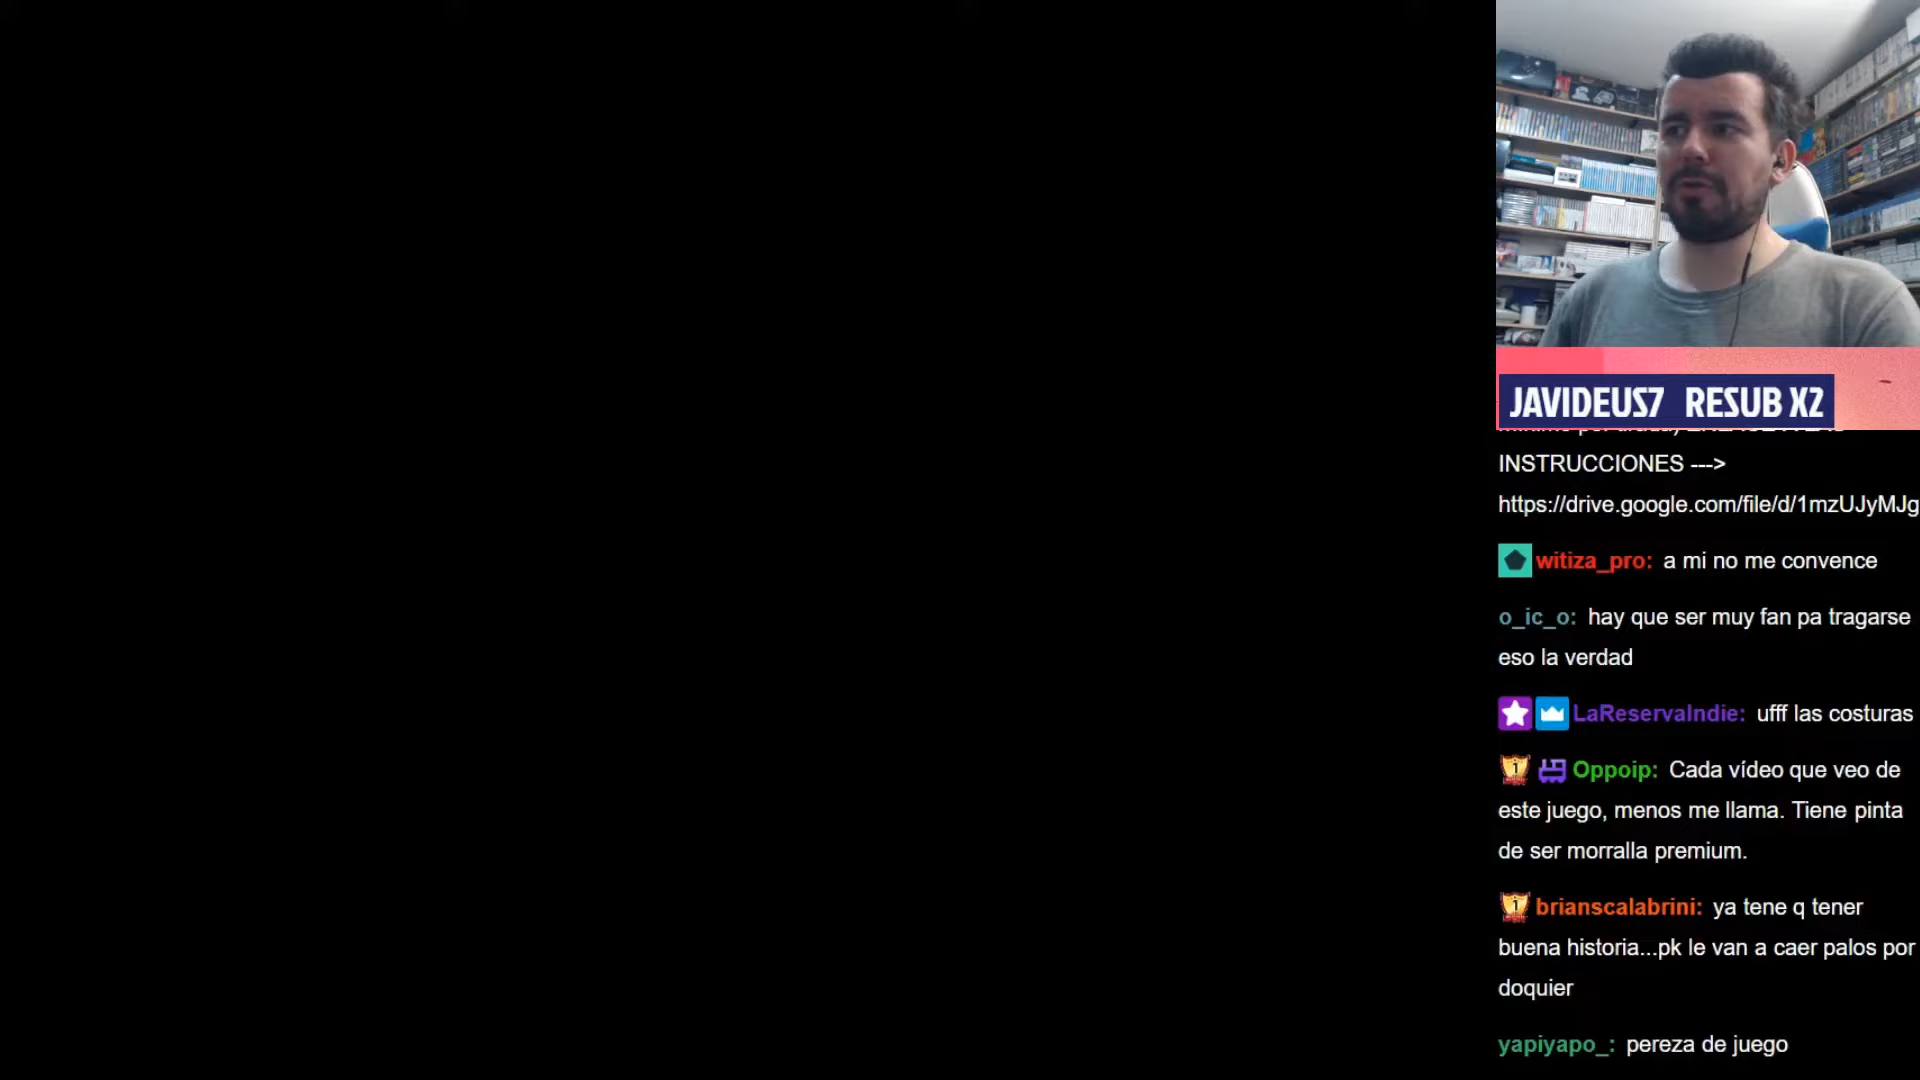 JAVIDEUS7 RESUB X2
INSTRUCCIONES --->
https://drive.google.com/file/d/1mzUJyMJg
witiza_pro: a mi no me convence
o_ic_o: hay que ser muy fan pa tragarse
eso la verdad
LaReservaIndie: ufff las costuras
Oppoip: Cada vídeo que veo de
este juego, menos me llama. Tiene pinta
de ser morralla premium.
brianscalabrini: ya tene q tener
buena historia...pk le van a caer palos por
doquier
yapiyapo_: pereza de juego